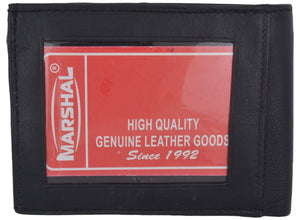 MARSHAL
HIGH QUALITY
GENUINE LEATHER GOODS
Since 1992